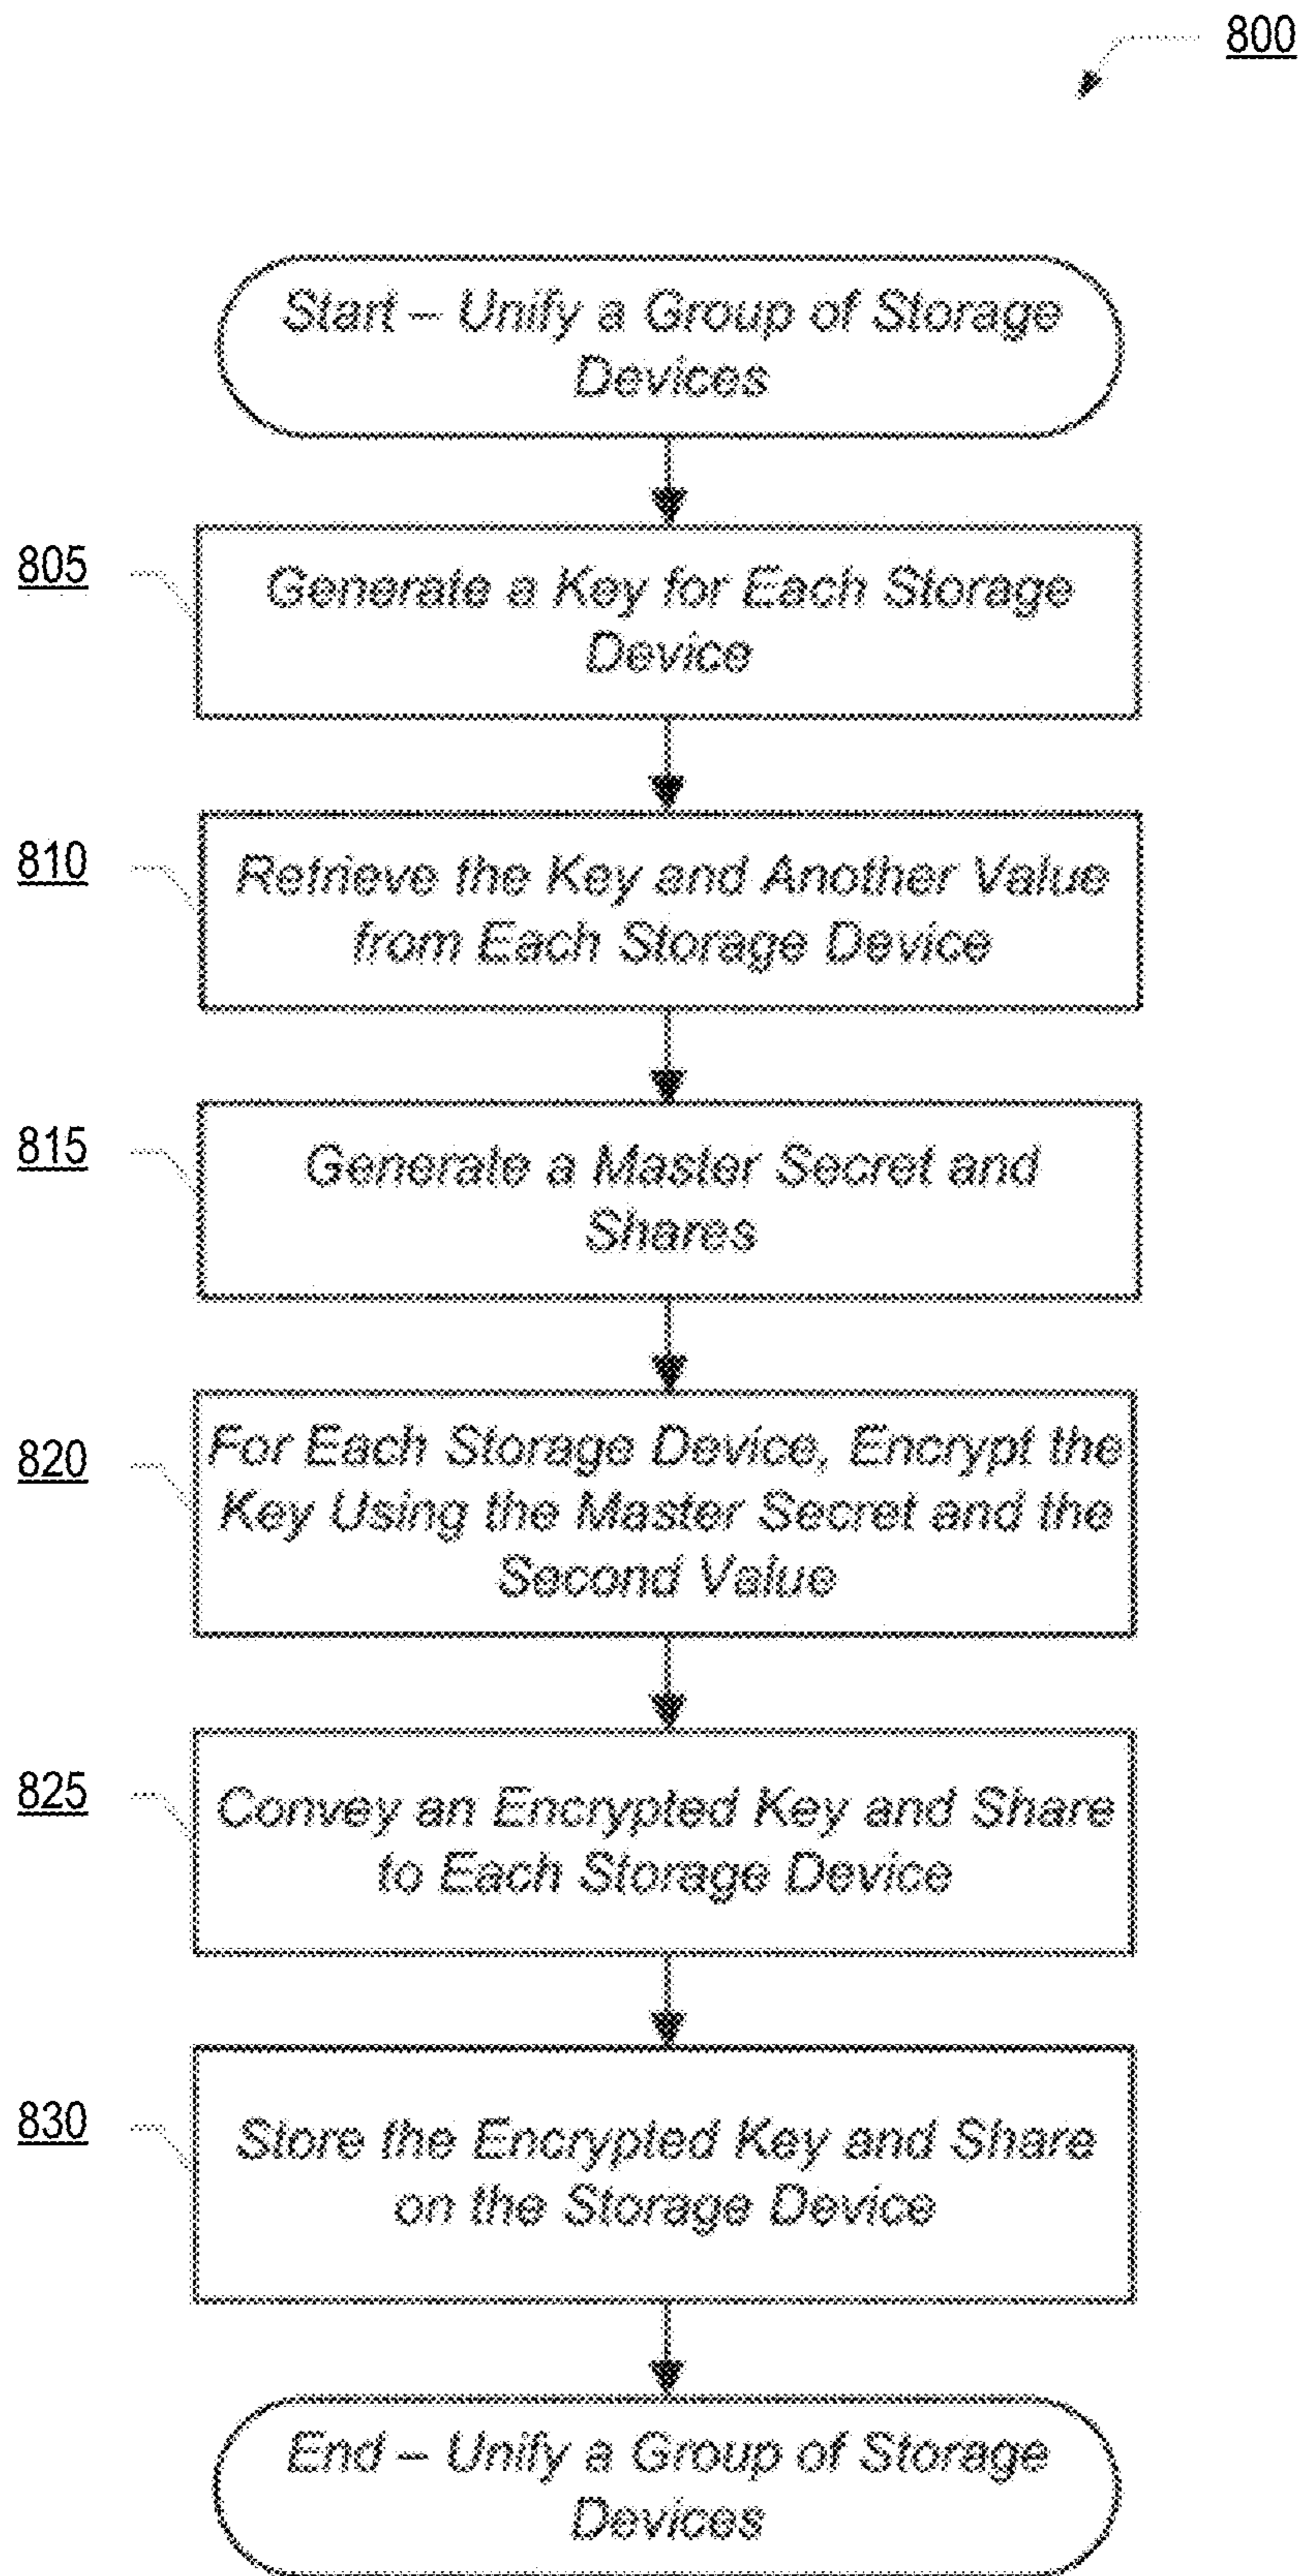 800
Start – Unify a Group of Storage
Devices
805
Generate a Key for Each Storage
Device
810
Retrieve the Key and Another Value
from Each Storage Device
815
Generate a Master Secret and
Shares
820
For Each Storage Device, Encrypt the
Key Using the Master Secret and the
Second Value
825
Convey an Encrypted Key and Share
to Each Storage Device
830
Store the Encrypted Key and Share
on the Storage Device
End – Unify a Group of Storage
Devices